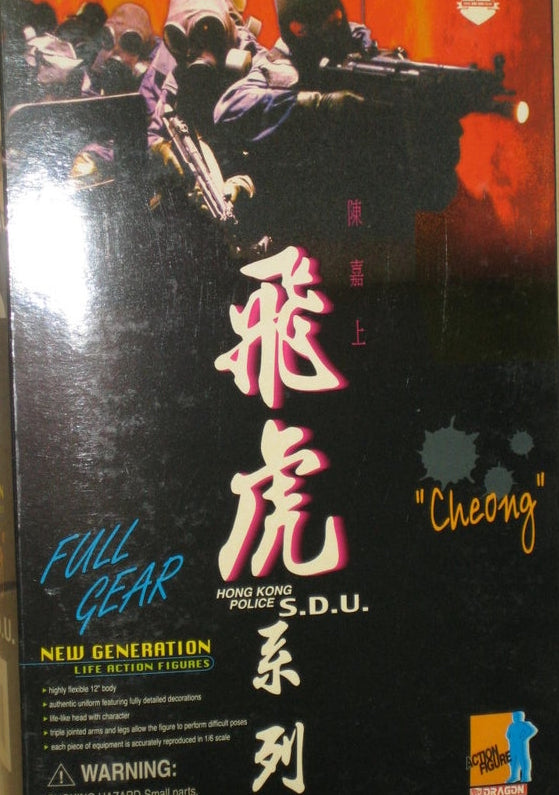 陳嘉上
飛虎
HONG KONG
POLICE S.D.U.
系列
"Cheong"
FULL
GEAR
NEW GENERATION
LIFE ACTION FIGURES
highly flexible 12" body
authentic uniform featuring fully detailed decorations
life-like head with character
triple jointed arms and legs allow the figure to perform difficult poses
each piece of equipment is accurately reproduced in 1/6 scale
WARNING:
HAZARD Small parts.
ACTION
FIGURE
DRAGON
.U.